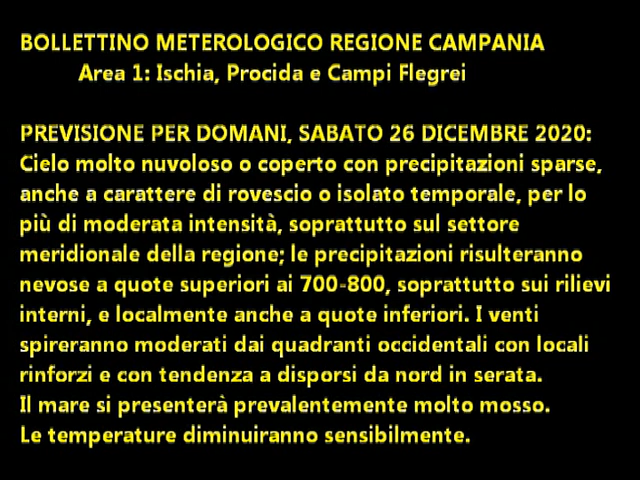 BOLLETTINO METEROLOGICO REGIONE CAMPANIA
Area 1: Ischia, Procida e Campi Flegrei
PREVISIONE PER DOMANI, SABATO 26 DICEMBRE 2020:
Cielo molto nuvoloso o coperto con precipitazioni sparse,
anche a carattere di rovescio o isolato temporale, per lo
più di moderata intensità, soprattutto sul settore
meridionale della regione; le precipitazioni risulteranno
nevose a quote superiori ai 700-800, soprattutto sui rilievi
interni, e localmente anche a quote inferiori. I venti
spireranno moderati dai quadranti occidentali con locali
rinforzi e con tendenza a disporsi da nord in serata.
Il mare si presenterà prevalentemente molto mosso.
Le temperature diminuiranno sensibilmente.